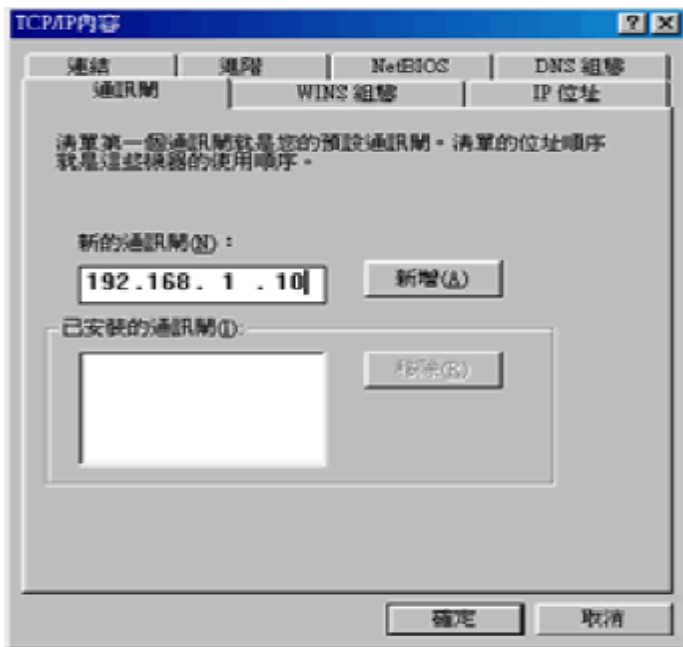 TCP/IP內容
連結 進階 NetBIOS DNS 組態
通訊閘 WINS 組態 IP 位址
清單第一個通訊閘就是您的預設通訊閘。清單的位址順序
就是這些機器的使用順序。
新的通訊閘(N)：
192.168. 1 .10 新增(A)
已安裝的通訊閘(I):
移除(R)
確定 取消